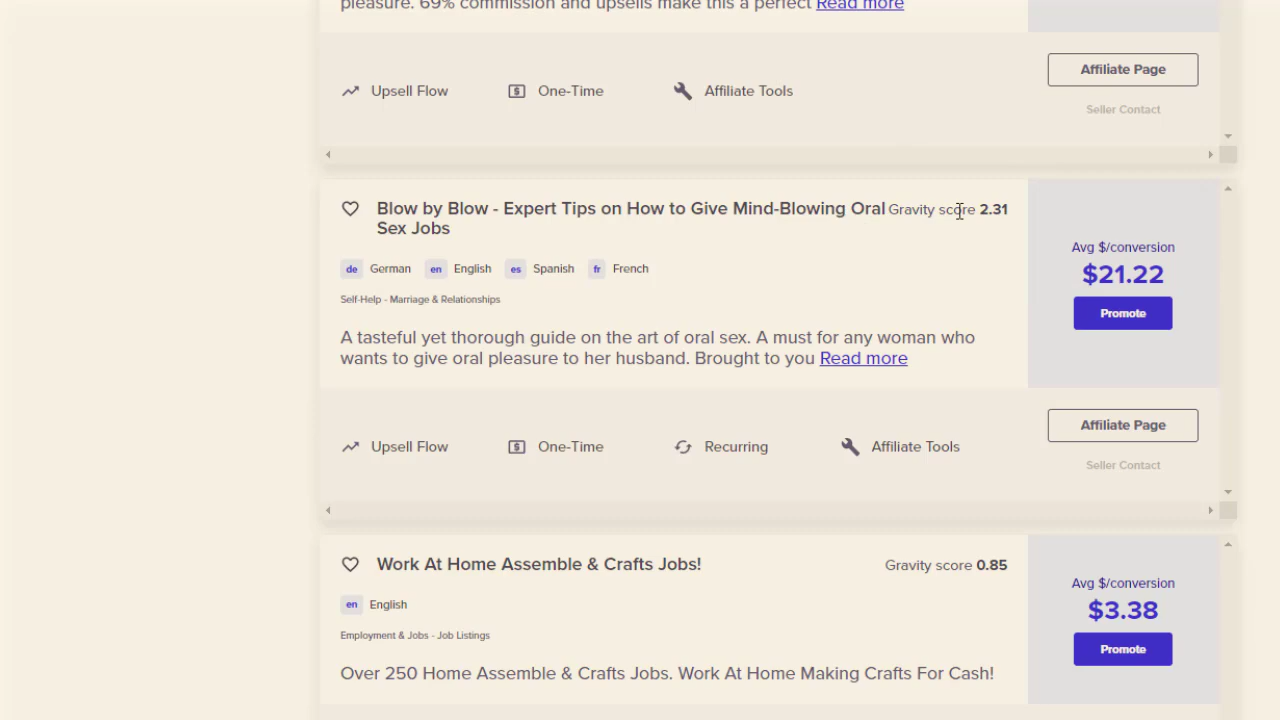 pleasure. 69% commission and upsells make this a perfect Read more
Upsell Flow One-Time Affiliate Tools
Affiliate Page
Seller Contact
Blow by Blow - Expert Tips on How to Give Mind-Blowing Oral
Sex Jobs
Gravity score 2.31
de German en English es Spanish fr French
Self-Help - Marriage & Relationships
A tasteful yet thorough guide on the art of oral sex. A must for any woman who
wants to give oral pleasure to her husband. Brought to you Read more
Avg $/conversion
$21.22
Promote
Upsell Flow One-Time Recurring Affiliate Tools
Affiliate Page
Seller Contact
Work At Home Assemble & Crafts Jobs!
Gravity score 0.85
en English
Employment & Jobs - Job Listings
Over 250 Home Assemble & Crafts Jobs. Work At Home Making Crafts For Cash!
Avg $/conversion
$3.38
Promote